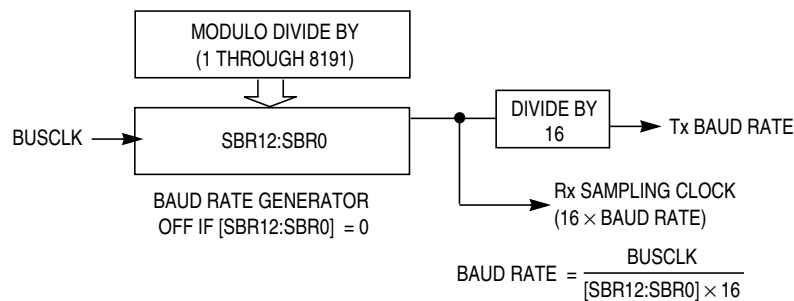 MODULO DIVIDE BY
(1 THROUGH 8191)
BUSCLK
SBR12:SBR0
DIVIDE BY
16
Tx BAUD RATE
BAUD RATE GENERATOR
OFF IF [SBR12:SBR0] = 0
Rx SAMPLING CLOCK
(16 × BAUD RATE)
BAUD RATE =
BUSCLK
[SBR12:SBR0] × 16